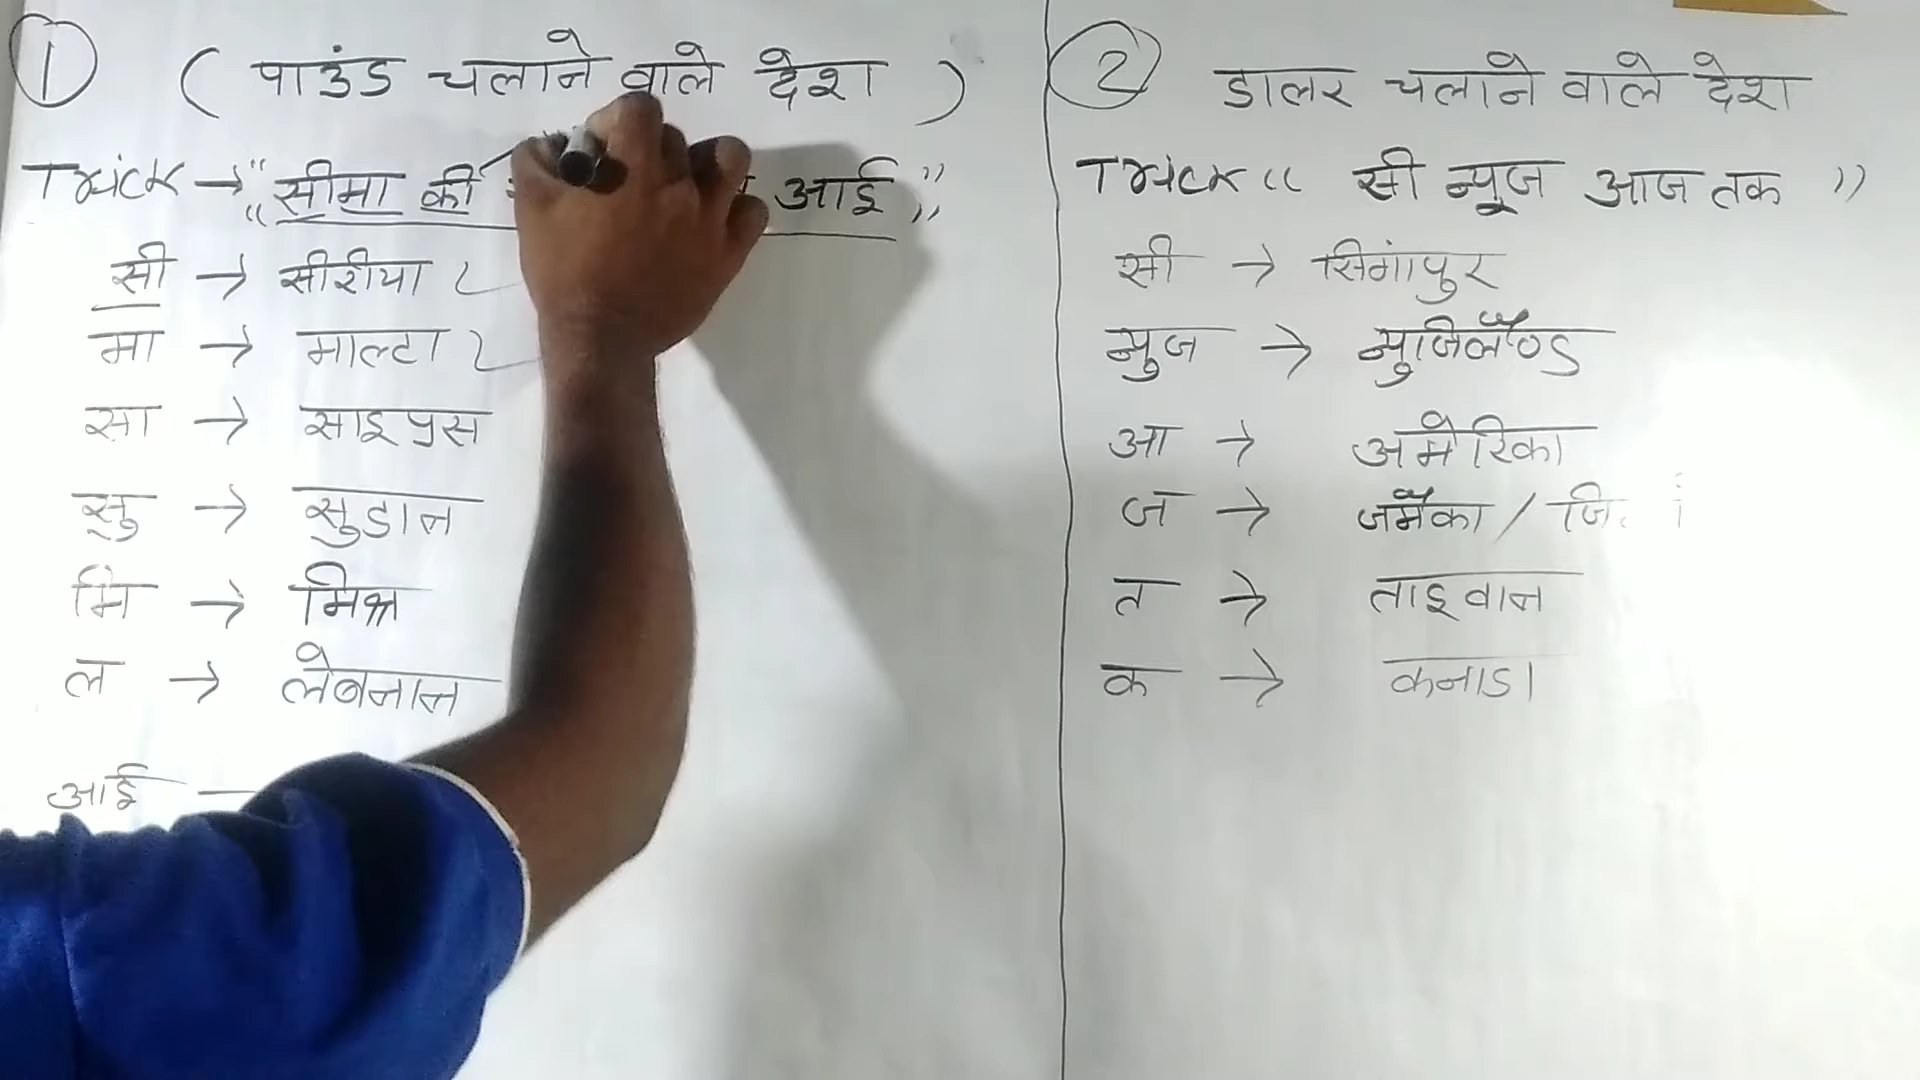 1 ( पाउंड चलाने वाले देश )
Trick → "सीमा की आई"
सी → सीरीया
मा → माल्टा
सा → साइप्रस
सु → सुडान
मि → मिश्र
ल → लेबनान
आई
2 डालर चलाने वाले देश
Trick " सी न्यूज आज तक "
सी → सिंगापुर
न्युज → न्युजिलैण्ड
आ → अमेरिका
ज → जमैका / जि
त → ताइवान
क → कनाडा